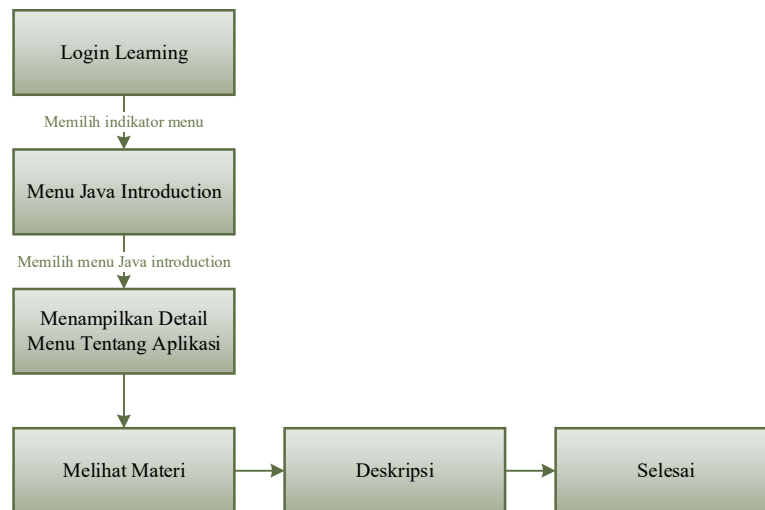 Login Learning
Memilih indikator menu
Menu Java Introduction
Memilih menu Java introduction
Menampilkan Detail
Menu Tentang Aplikasi
Melihat Materi
Deskripsi
Selesai